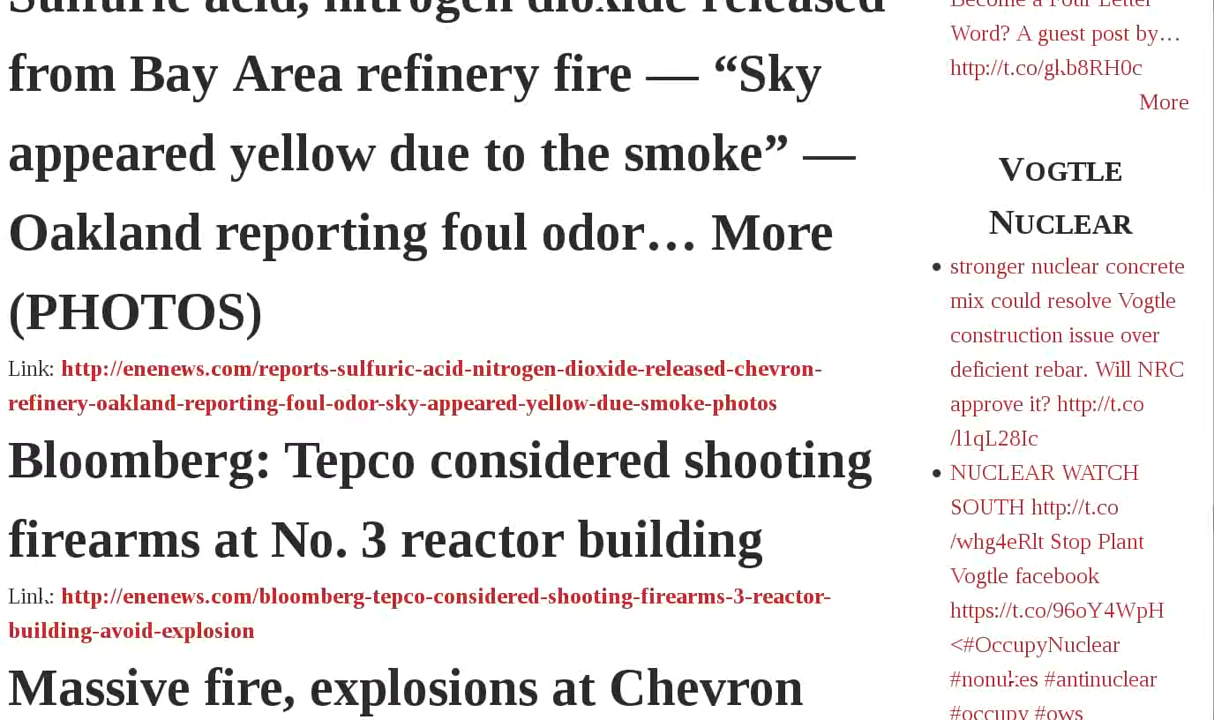 Sulfuric acid, nitrogen dioxide released
from Bay Area refinery fire — “Sky
appeared yellow due to the smoke” —
Oakland reporting foul odor… More
(PHOTOS)
Link: http://enenews.com/reports-sulfuric-acid-nitrogen-dioxide-released-chevron-
refinery-oakland-reporting-foul-odor-sky-appeared-yellow-due-smoke-photos
Bloomberg: Tepco considered shooting
firearms at No. 3 reactor building
Link: http://enenews.com/bloomberg-tepco-considered-shooting-firearms-3-reactor-
building-avoid-explosion
Massive fire, explosions at Chevron
Become a Four Letter
Word? A guest post by…
http://t.co/gkb8RH0c
More
Vogtle
Nuclear
• stronger nuclear concrete
mix could resolve Vogtle
construction issue over
deficient rebar. Will NRC
approve it? http://t.co
/l1qL28Ic
• NUCLEAR WATCH
SOUTH http://t.co
/whg4eRlt Stop Plant
Vogtle facebook
https://t.co/96oY4WpH
<#OccupyNuclear
#nonukes #antinuclear
#occupy #ows